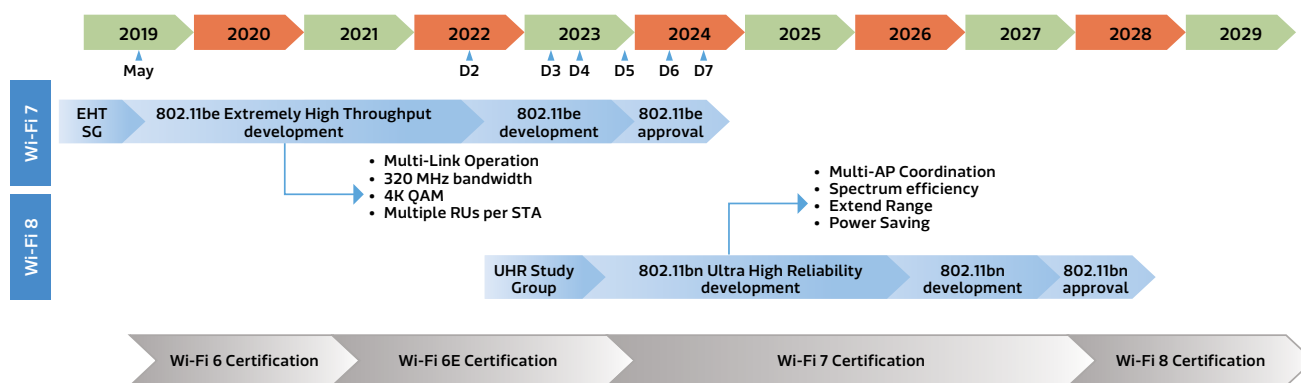 2019 2020 2021 2022 2023 2024 2025 2026 2027 2028 2029
May D2 D3 D4 D5 D6 D7
Wi-Fi 7
EHT
SG
802.11be Extremely High Throughput
development
802.11be
development
802.11be
approval
• Multi-Link Operation
• 320 MHz bandwidth
• 4K QAM
• Multiple RUs per STA
• Multi-AP Coordination
• Spectrum efficiency
• Extend Range
• Power Saving
Wi-Fi 8
UHR Study
Group
802.11bn Ultra High Reliability
development
802.11bn
development
802.11bn
approval
Wi-Fi 6 Certification
Wi-Fi 6E Certification
Wi-Fi 7 Certification
Wi-Fi 8 Certification